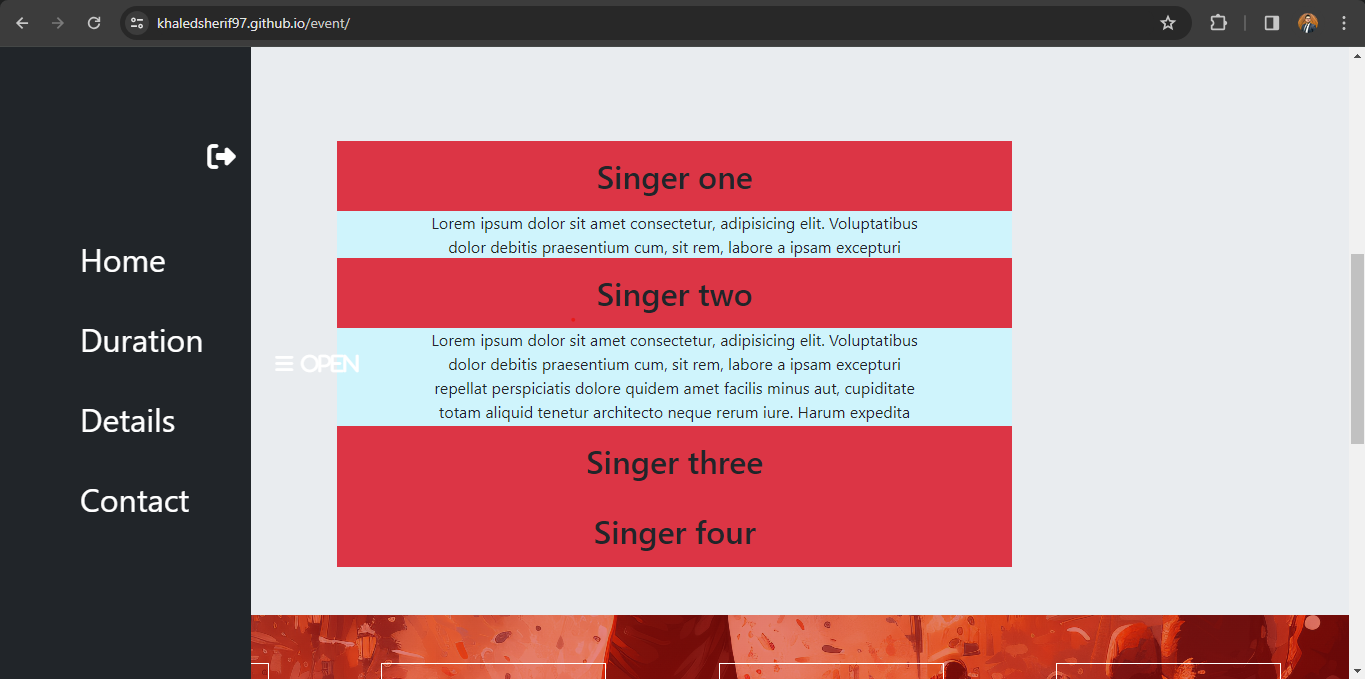 khaledsherif97.github.io/event/
Home
Duration
Details
Contact
Singer one
Lorem ipsum dolor sit amet consectetur, adipisicing elit. Voluptatibus
dolor debitis praesentium cum, sit rem, labore a ipsam excepturi
Singer two
Lorem ipsum dolor sit amet consectetur, adipisicing elit. Voluptatibus
dolor debitis praesentium cum, sit rem, labore a ipsam excepturi
OPEN
repellat perspiciatis dolore quidem amet facilis minus aut, cupiditate
totam aliquid tenetur architecto neque rerum iure. Harum expedita
Singer three
Singer four